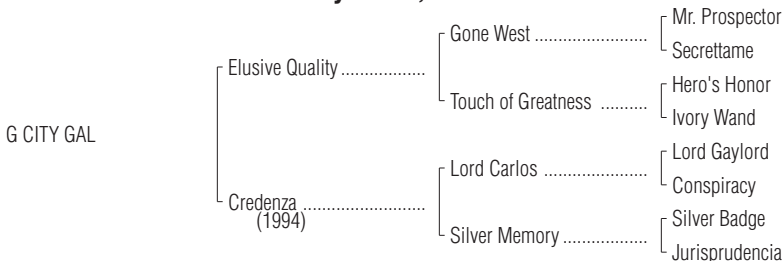 Mr. Prospector
Gone West ........................
Secrettame
Elusive Quality ..................
Hero's Honor
Touch of Greatness ..........
Ivory Wand
G CITY GAL
Lord Gaylord
Lord Carlos ......................
Conspiracy
Credenza ..........................
(1994)
Silver Badge
Silver Memory ..................
Jurisprudencia